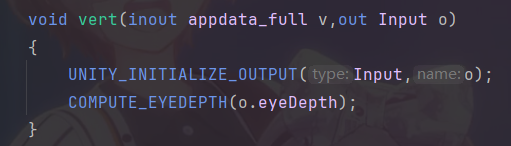 void vert(inout appdata_full v,out Input o)
{
    UNITY_INITIALIZE_OUTPUT( type: Input, name: o);
    COMPUTE_EYEDEPTH(o.eyeDepth);
}